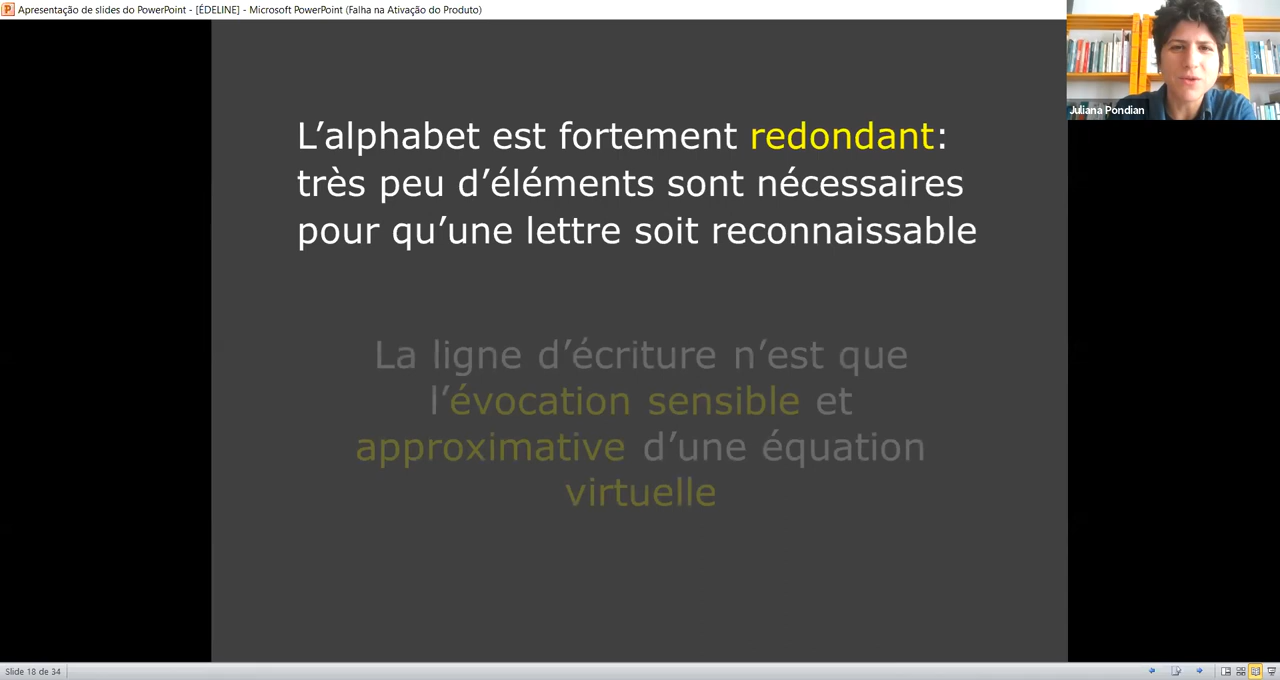 Apresentação de slides do PowerPoint - [ÉDELINE] - Microsoft PowerPoint (Falha na Ativação do Produto)
Juliana Pondian
L’alphabet est fortement redondant:
très peu d’éléments sont nécessaires
pour qu’une lettre soit reconnaissable
La ligne d’écriture n’est que
l’évocation sensible et
approximative d’une équation
virtuelle
Slide 18 de 34